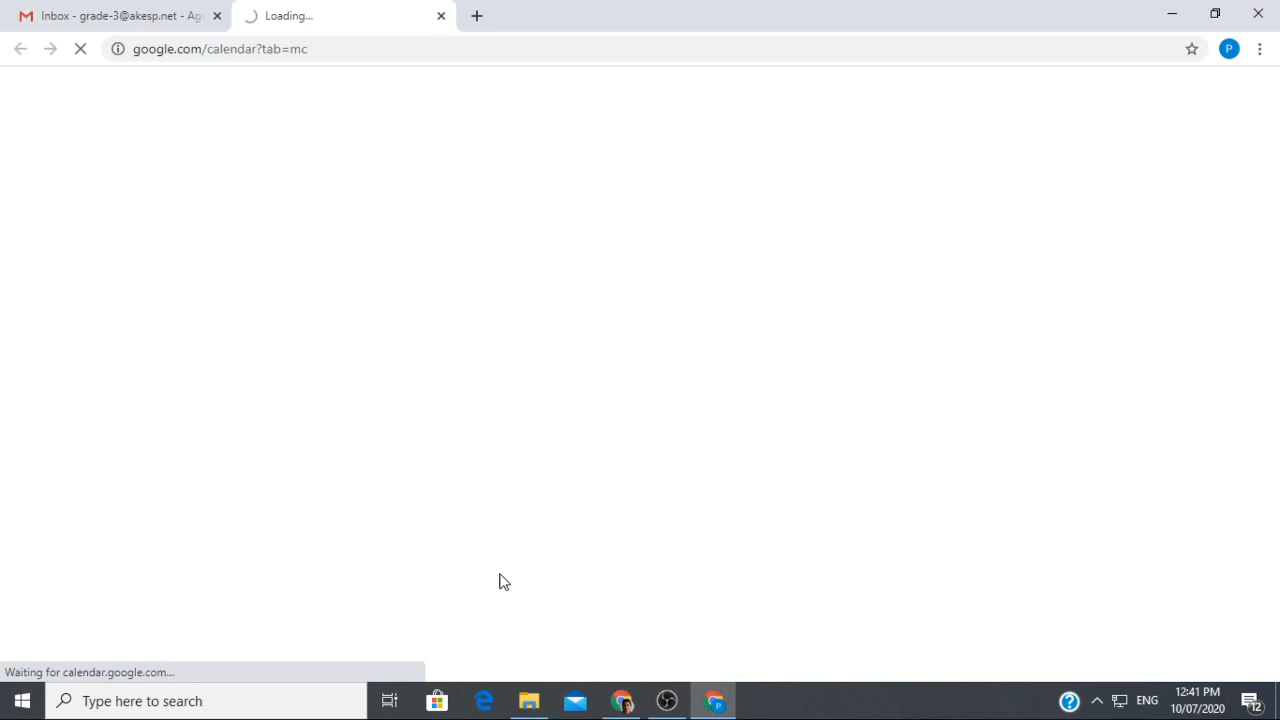 Inbox - grade-3@akesp.net - Aga
Loading...
google.com/calendar?tab=mc
P
Waiting for calendar.google.com...
Type here to search
P
ENG
12:41 PM
10/07/2020
12